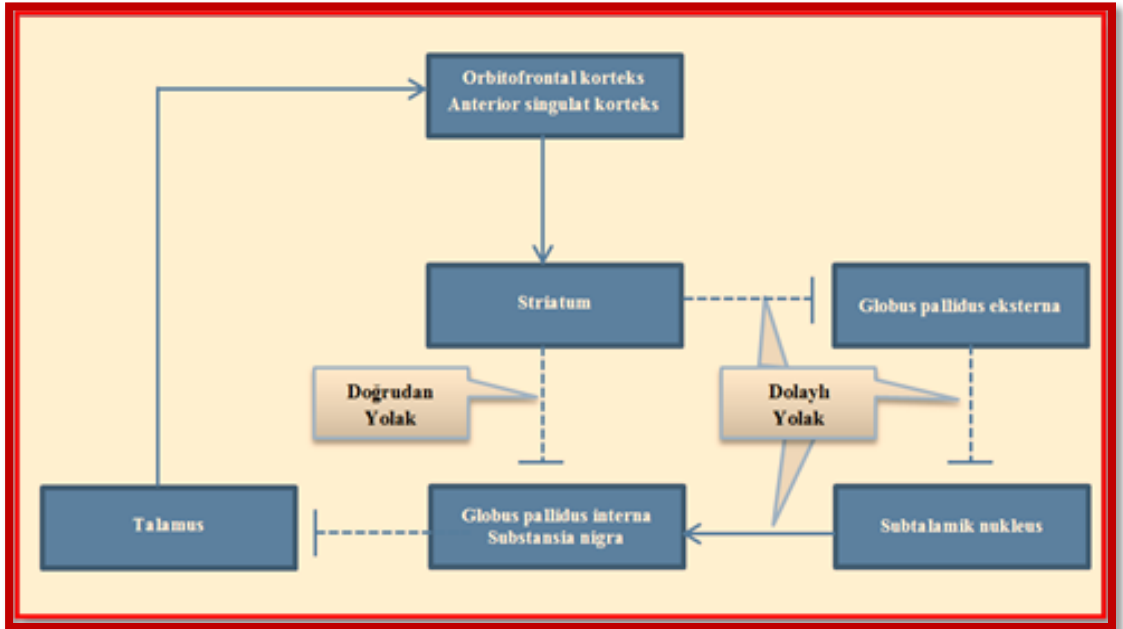 Orbitofrontal korteks
Anterior singulat korteks
Striatum
Globus pallidus eksterna
Doğrudan
Yolak
Dolaylı
Yolak
Talamus
Globus pallidus interna
Substansia nigra
Subtalamik nukleus